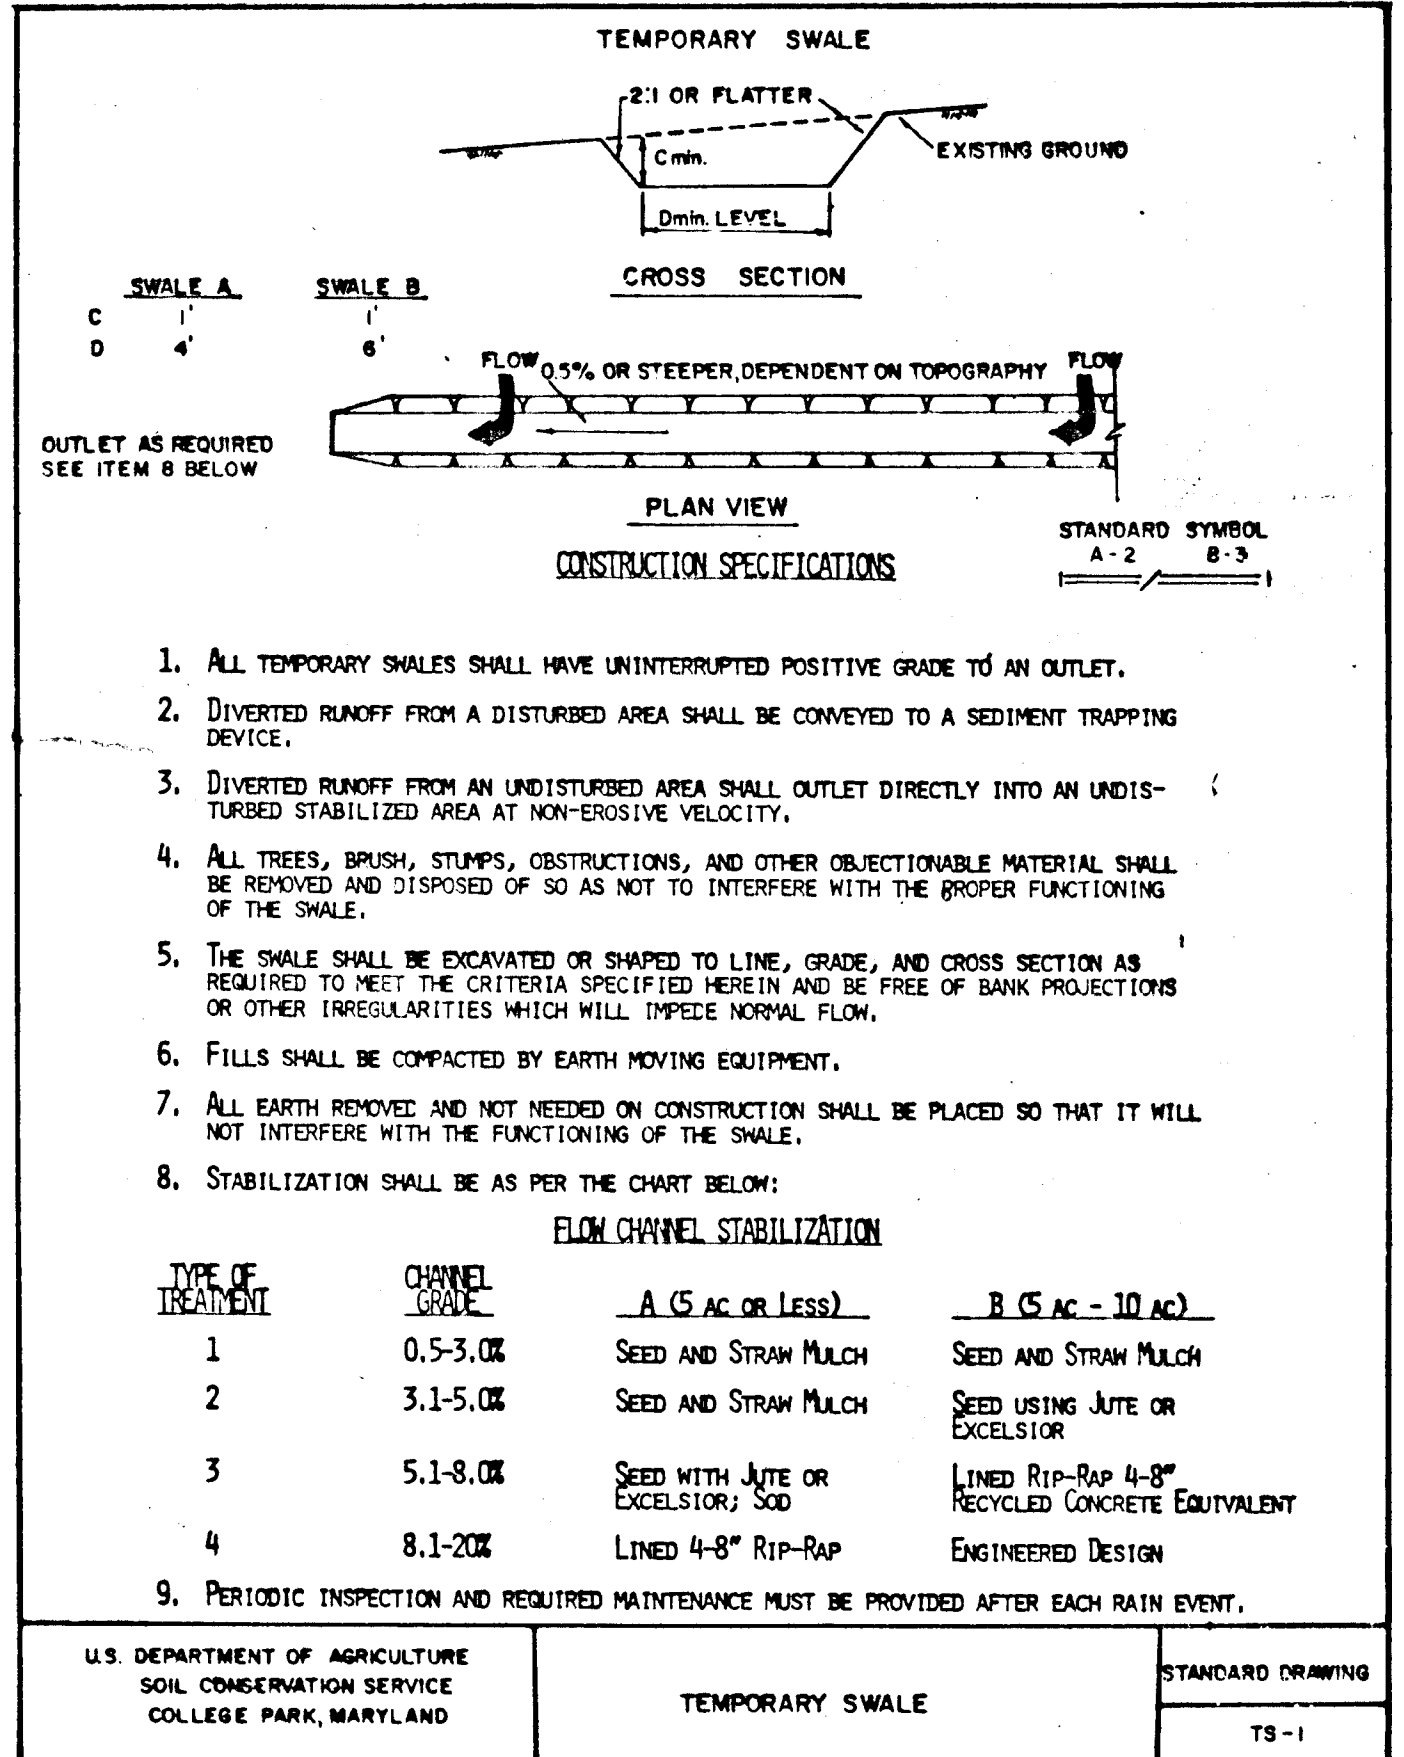 TEMPORARY SWALE
2:1 OR FLATTER
EXISTING GROUND
C min.
Dmin. LEVEL
CROSS SECTION
SWALE A SWALE B
C 1' 1'
D 4' 6'
FLOW 0.5% OR STEEPER, DEPENDENT ON TOPOGRAPHY FLOW
OUTLET AS REQUIRED
SEE ITEM 8 BELOW
PLAN VIEW
STANDARD SYMBOL
A-2 B-3
CONSTRUCTION SPECIFICATIONS
1. ALL TEMPORARY SWALES SHALL HAVE UNINTERRUPTED POSITIVE GRADE TO AN OUTLET.
2. DIVERTED RUNOFF FROM A DISTURBED AREA SHALL BE CONVEYED TO A SEDIMENT TRAPPING
DEVICE.
3. DIVERTED RUNOFF FROM AN UNDISTURBED AREA SHALL OUTLET DIRECTLY INTO AN UNDIS-
TURBED STABILIZED AREA AT NON-EROSIVE VELOCITY.
4. ALL TREES, BRUSH, STUMPS, OBSTRUCTIONS, AND OTHER OBJECTIONABLE MATERIAL SHALL
BE REMOVED AND DISPOSED OF SO AS NOT TO INTERFERE WITH THE PROPER FUNCTIONING
OF THE SWALE.
5. THE SWALE SHALL BE EXCAVATED OR SHAPED TO LINE, GRADE, AND CROSS SECTION AS
REQUIRED TO MEET THE CRITERIA SPECIFIED HEREIN AND BE FREE OF BANK PROJECTIONS
OR OTHER IRREGULARITIES WHICH WILL IMPEDE NORMAL FLOW.
6. FILLS SHALL BE COMPACTED BY EARTH MOVING EQUIPMENT.
7. ALL EARTH REMOVED AND NOT NEEDED ON CONSTRUCTION SHALL BE PLACED SO THAT IT WILL
NOT INTERFERE WITH THE FUNCTIONING OF THE SWALE.
8. STABILIZATION SHALL BE AS PER THE CHART BELOW:
FLOW CHANNEL STABILIZATION
TYPE OF CHANNEL
TREATMENT GRADE A (5 AC OR LESS) B (5 AC - 10 AC)
1 0.5-3.0% SEED AND STRAW MULCH SEED AND STRAW MULCH
2 3.1-5.0% SEED AND STRAW MULCH SEED USING JUTE OR
EXCELSIOR
3 5.1-8.0% SEED WITH JUTE OR LINED RIP-RAP 4-8"
EXCELSIOR; SOD RECYCLED CONCRETE EQUIVALENT
4 8.1-20% LINED 4-8" RIP-RAP ENGINEERED DESIGN
9. PERIODIC INSPECTION AND REQUIRED MAINTENANCE MUST BE PROVIDED AFTER EACH RAIN EVENT.
U.S. DEPARTMENT OF AGRICULTURE
SOIL CONSERVATION SERVICE
COLLEGE PARK, MARYLAND
TEMPORARY SWALE
STANDARD DRAWING
TS-1